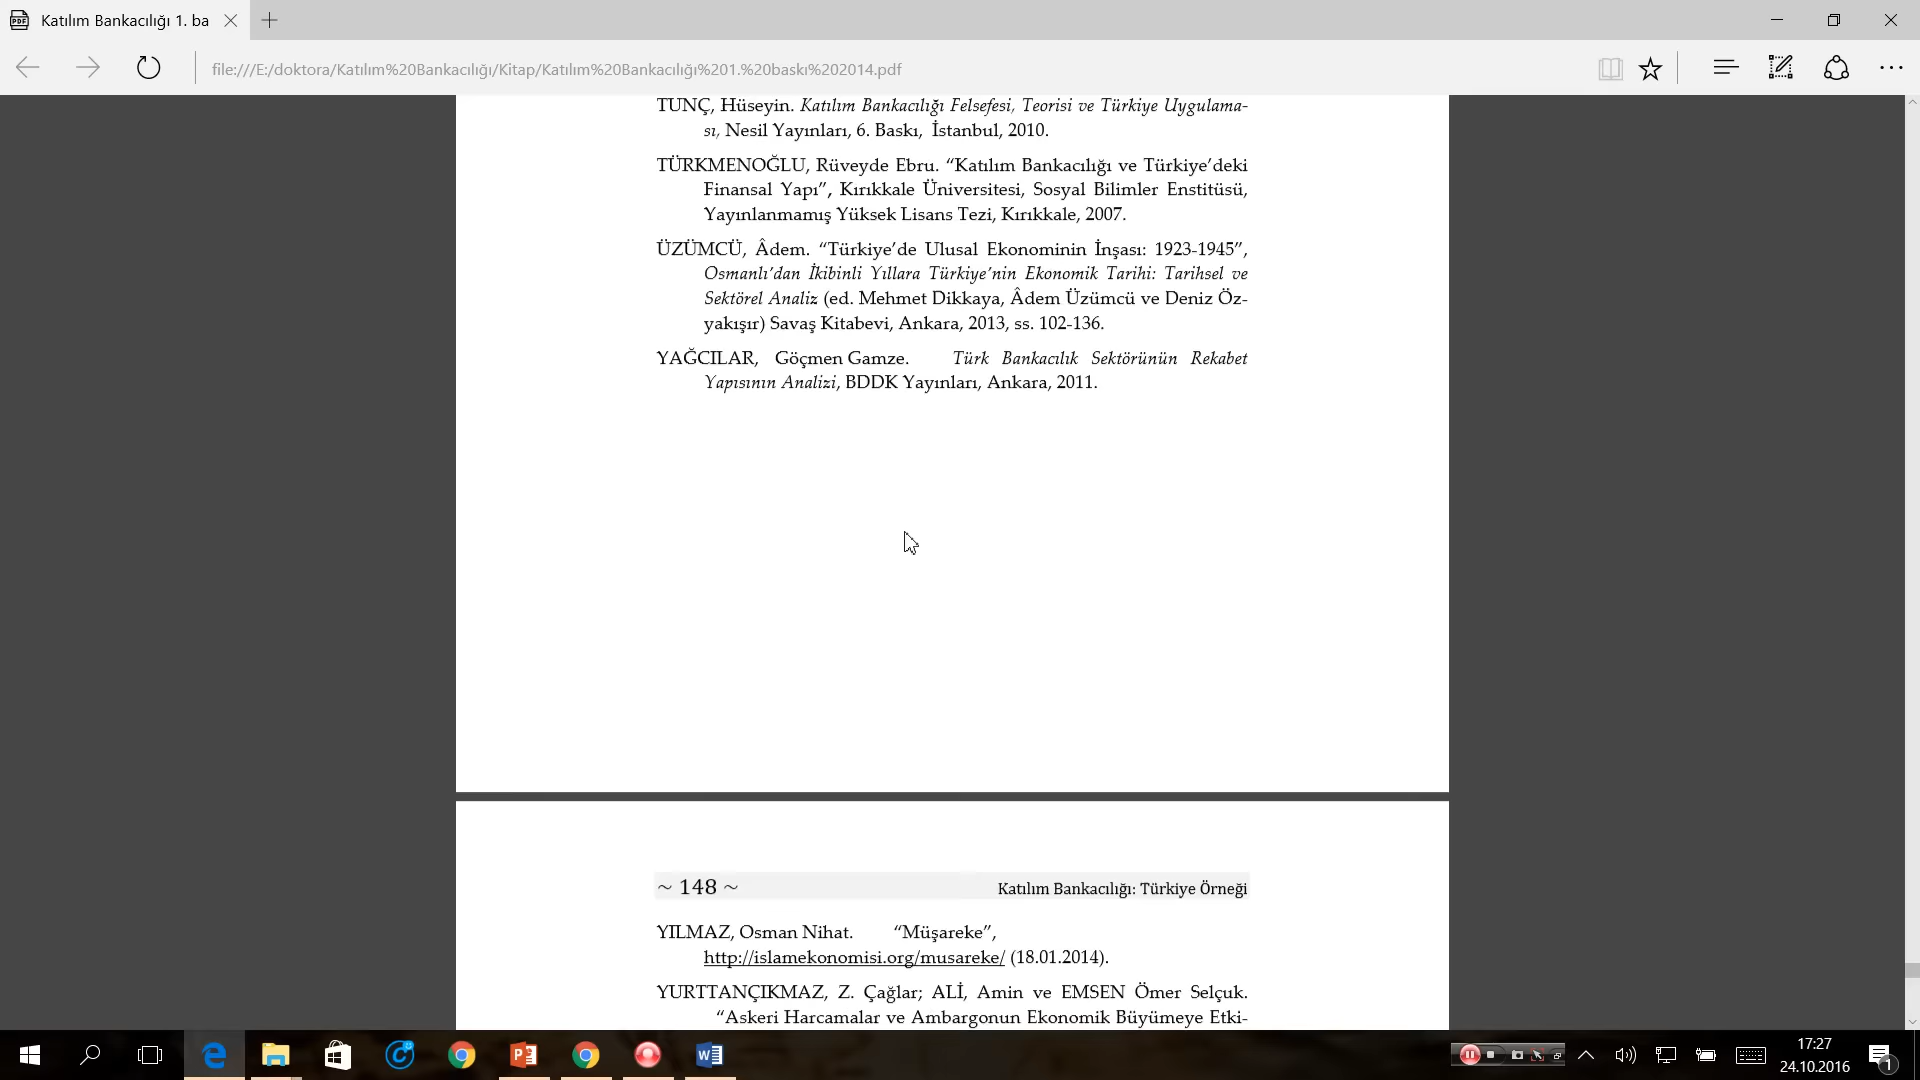 Katılım Bankacılığı 1. ba
file:///E:/doktora/Katılım%20Bankacılığı/Kitap/Katılım%20Bankacılığı%201.%20baskı%202014.pdf
TUNÇ, Hüseyin. Katılım Bankacılığı Felsefesi, Teorisi ve Türkiye Uygulama-
sı, Nesil Yayınları, 6. Baskı, İstanbul, 2010.
TÜRKMENOĞLU, Rüveyde Ebru. “Katılım Bankacılığı ve Türkiye’deki
Finansal Yapı”, Kırıkkale Üniversitesi, Sosyal Bilimler Enstitüsü,
Yayınlanmamış Yüksek Lisans Tezi, Kırıkkale, 2007.
ÜZÜMCÜ, Âdem. “Türkiye’de Ulusal Ekonominin İnşası: 1923-1945”,
Osmanlı’dan İkibinli Yıllara Türkiye’nin Ekonomik Tarihi: Tarihsel ve
Sektörel Analiz (ed. Mehmet Dikkaya, Âdem Üzümcü ve Deniz Öz-
yakışır) Savaş Kitabevi, Ankara, 2013, ss. 102-136.
YAĞCILAR, Göçmen Gamze. Türk Bankacılık Sektörünün Rekabet
Yapısının Analizi, BDDK Yayınları, Ankara, 2011.
~ 148 ~ Katılım Bankacılığı: Türkiye Örneği
YILMAZ, Osman Nihat. “Müşareke”,
http://islamekonomisi.org/musareke/ (18.01.2014).
YURTTANÇIKMAZ, Z. Çağlar; ALİ, Amin ve EMSEN Ömer Selçuk.
“Askeri Harcamalar ve Ambargonun Ekonomik Büyümeye Etki-
17:27
24.10.2016
1